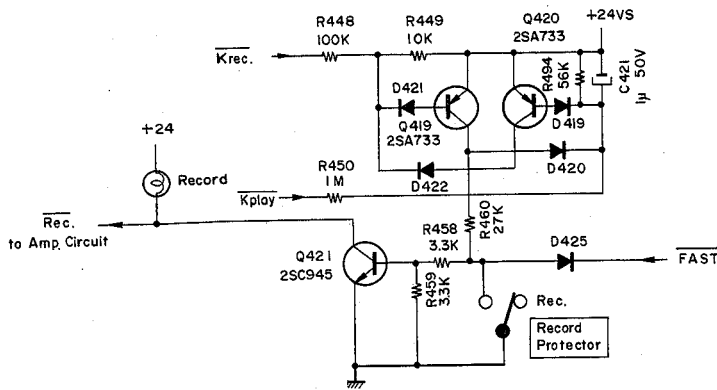 R448
100K
R449
10K
Q420
2SA733
+24VS
Krec.
R494
56K
C421
1μ 50V
D421
Q419
2SA733
D419
D420
+24
Record
R450
1M
Kplay
D422
R460
27K
Rec.
to Amp. Circuit
R458
3.3K
D425
FAST
Q421
2SC945
R459
3.3K
Rec.
Record
Protector